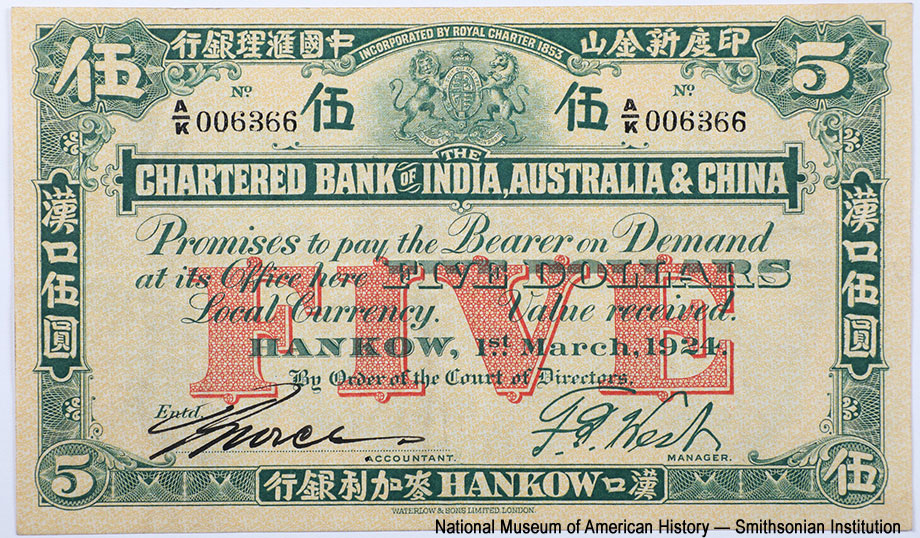 印度新金山
中國滙理銀行
INCORPORATED BY ROYAL CHARTER 1853
伍
5
No
A/K 006366
伍
伍
No
A/K 006366
THE
CHARTERED BANK OF INDIA, AUSTRALIA & CHINA
漢口伍圓
漢口伍圓
Promises to pay the Bearer on Demand
at its Office here FIVE DOLLARS
Local Currency. Value received.
FIVE
HANKOW, 1st March, 1924.
By Order of the Court of Directors.
Entd.
West
ACCOUNTANT.
MANAGER.
5
漢口 HANKOW 麥加利銀行
伍
WATERLOW & SONS LIMITED. LONDON.
National Museum of American History — Smithsonian Institution